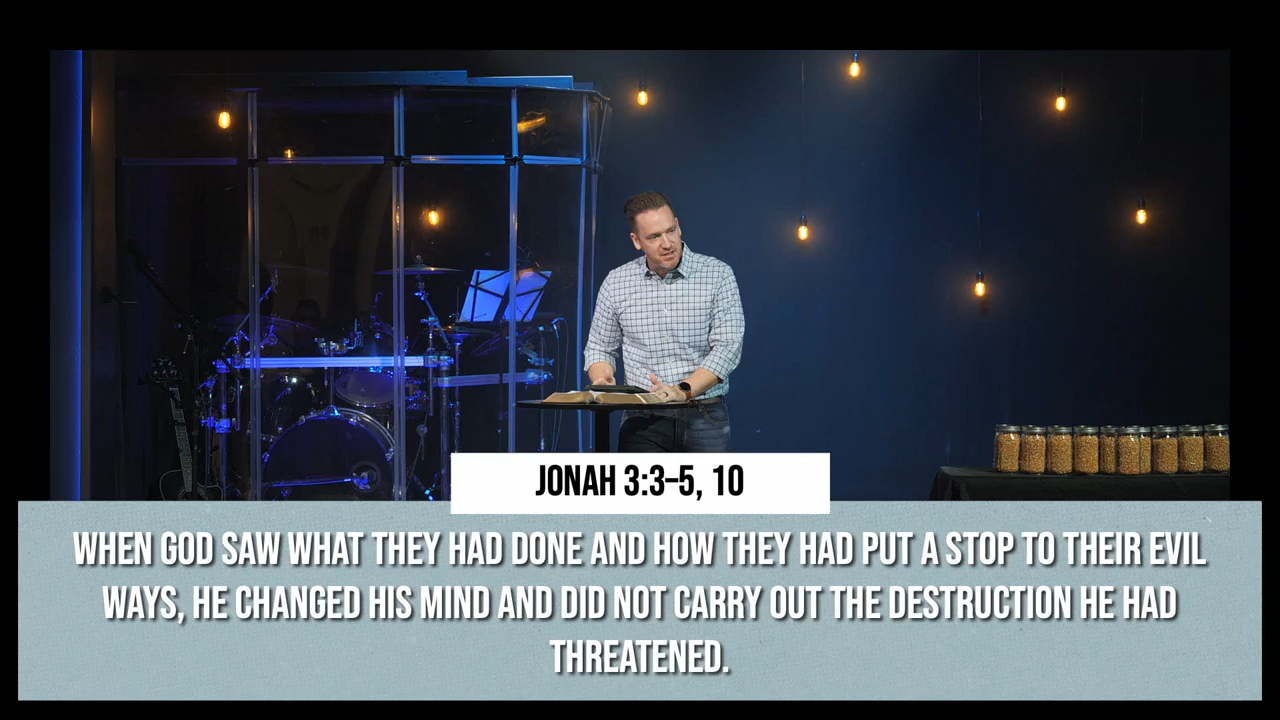 JONAH 3:3–5, 10
WHEN GOD SAW WHAT THEY HAD DONE AND HOW THEY HAD PUT A STOP TO THEIR EVIL
WAYS, HE CHANGED HIS MIND AND DID NOT CARRY OUT THE DESTRUCTION HE HAD
THREATENED.